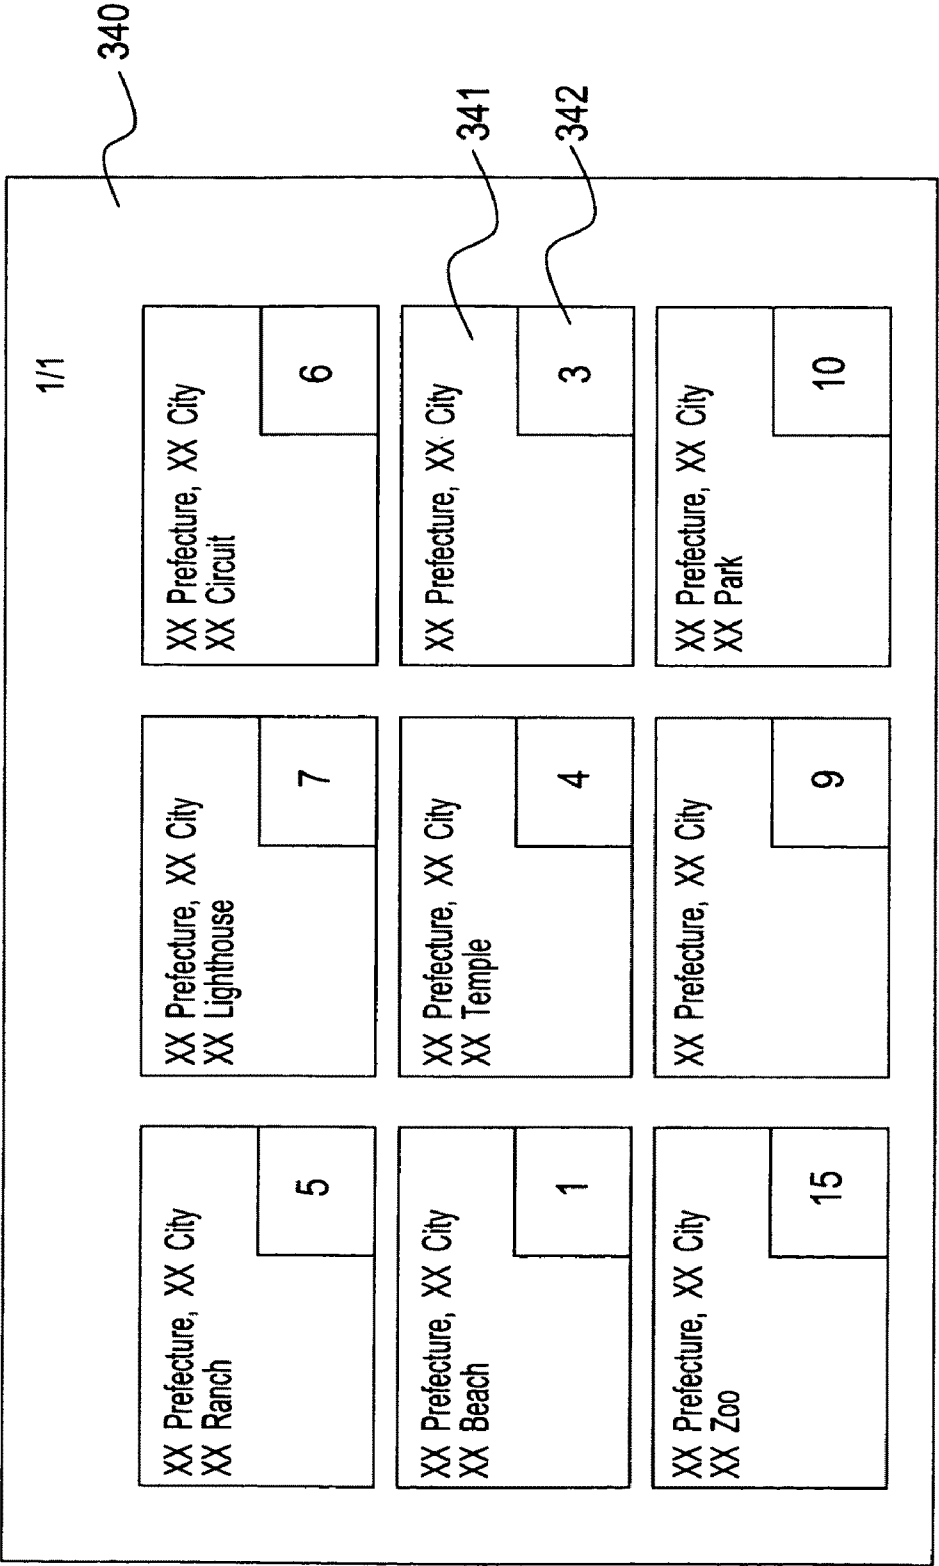 340
1/1
XX Prefecture, XX City
XX Ranch
5
XX Prefecture, XX City
XX Lighthouse
7
XX Prefecture, XX City
XX Circuit
6
341
XX Prefecture, XX City
XX Beach
1
XX Prefecture, XX City
XX Temple
4
XX Prefecture, XX City
3
342
XX Prefecture, XX City
XX Zoo
15
XX Prefecture, XX City
9
XX Prefecture, XX City
XX Park
10